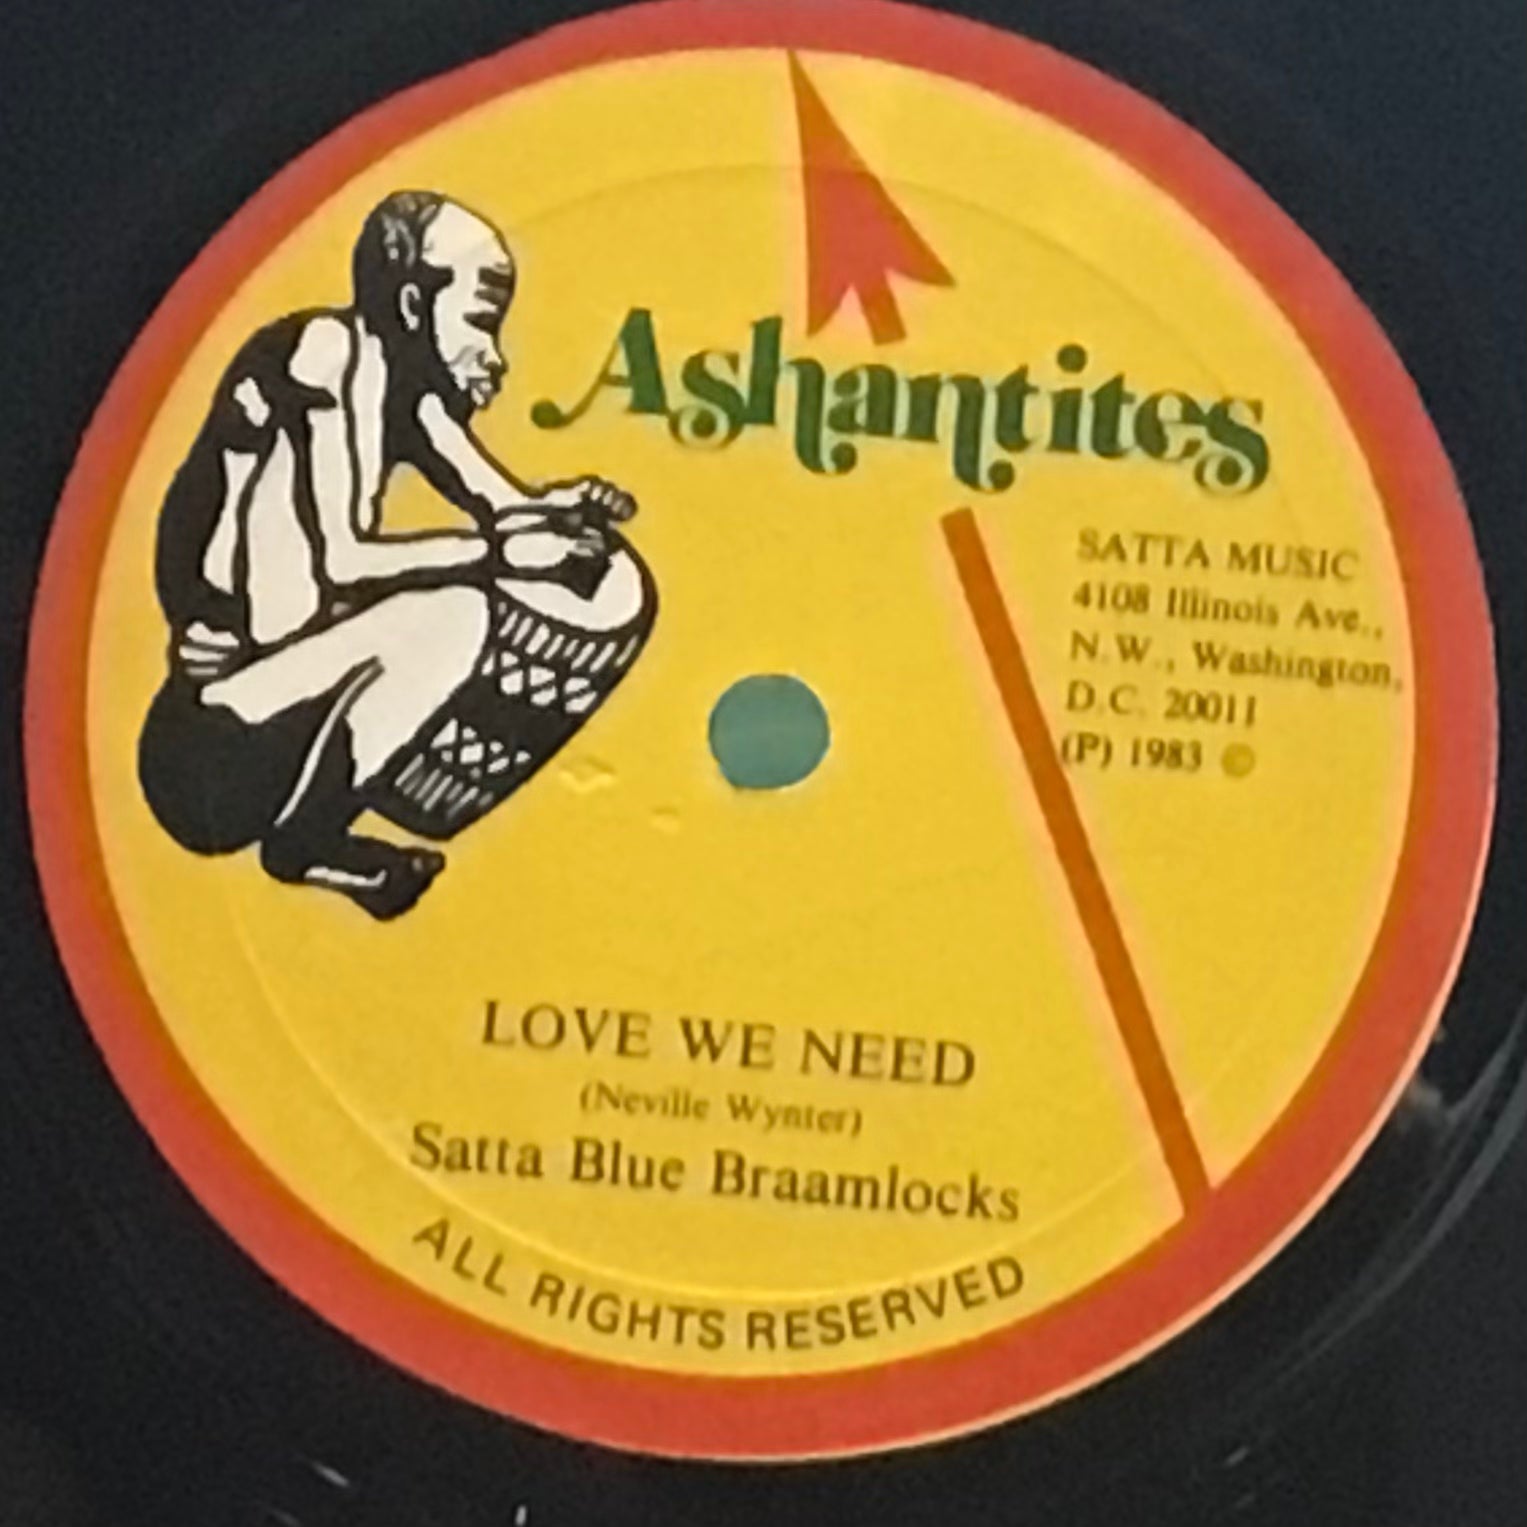 Ashantites
SATTA MUSIC
4108 Illinois Ave.,
N.W., Washington,
D.C. 20011
(P) 1983 ©
LOVE WE NEED
(Neville Wynter)
Satta Blue Braamlocks
ALL RIGHTS RESERVED